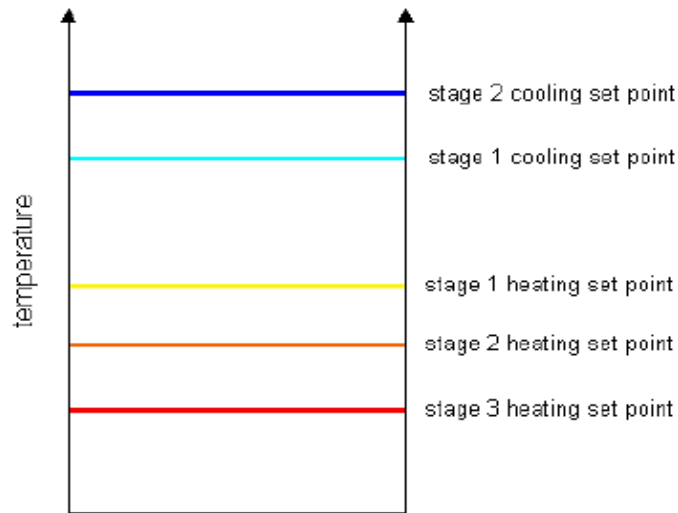 stage 2 cooling set point
stage 1 cooling set point
temperature
stage 1 heating set point
stage 2 heating set point
stage 3 heating set point